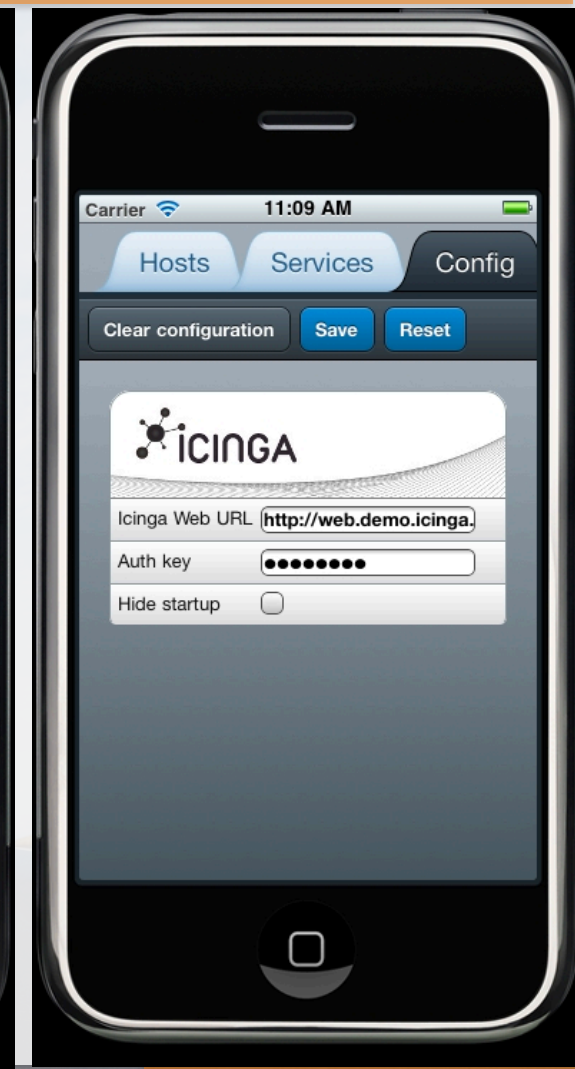 Carrier 11:09 AM
Hosts Services Config
Clear configuration Save Reset
ICINGA
Icinga Web URL http://web.demo.icinga.
Auth key ●●●●●●●●
Hide startup